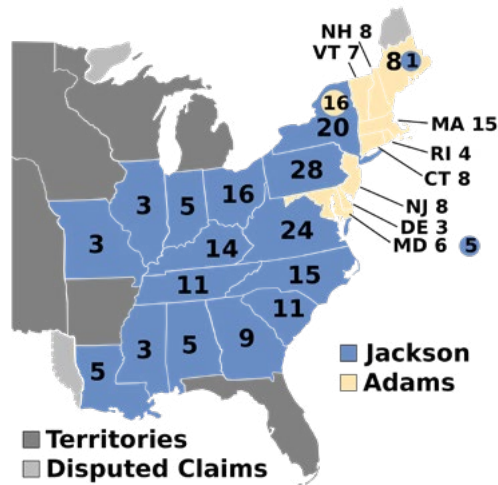 NH 8
VT 7
8 1
16
20
MA 15
RI 4
CT 8
28
NJ 8
DE 3
MD 6 5
3
5
16
24
3
14
11
15
11
3
5
9
5
Jackson
Adams
Territories
Disputed Claims